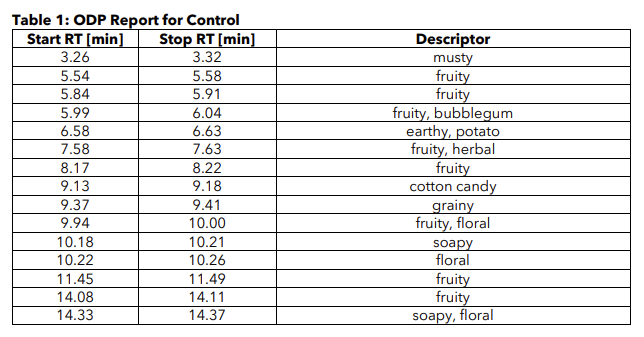 Table 1: ODP Report for Control
Start RT [min] Stop RT [min] Descriptor
3.26 3.32 musty
5.54 5.58 fruity
5.84 5.91 fruity
5.99 6.04 fruity, bubblegum
6.58 6.63 earthy, potato
7.58 7.63 fruity, herbal
8.17 8.22 fruity
9.13 9.18 cotton candy
9.37 9.41 grainy
9.94 10.00 fruity, floral
10.18 10.21 soapy
10.22 10.26 floral
11.45 11.49 fruity
14.08 14.11 fruity
14.33 14.37 soapy, floral